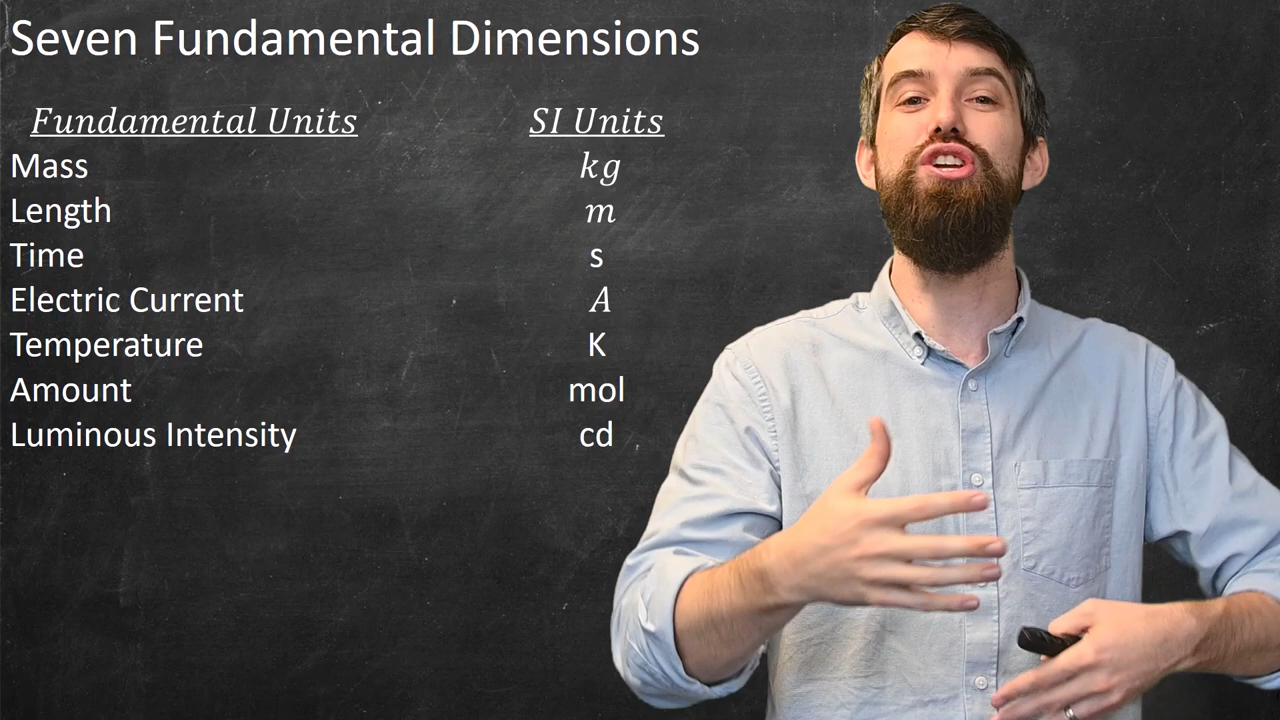 Seven Fundamental Dimensions
Fundamental Units SI Units
Mass kg
Length m
Time s
Electric Current A
Temperature K
Amount mol
Luminous Intensity cd